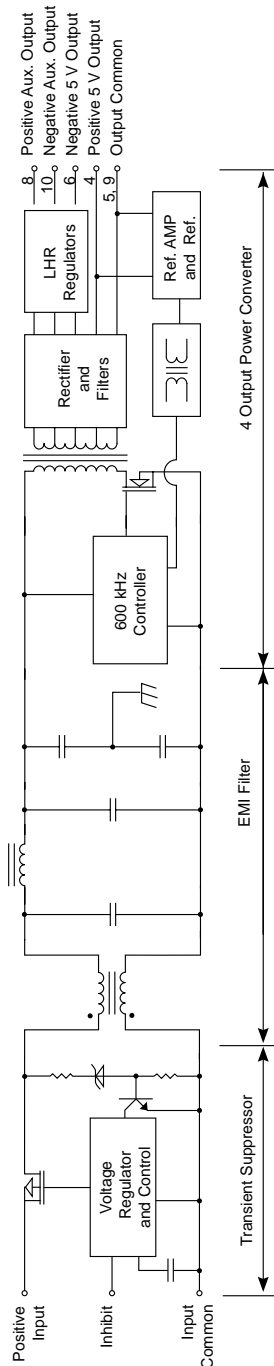 Positive
Input
Inhibit
Input
Common
Voltage
Regulator
and Control
Transient Suppressor
EMI Filter
600 kHz
Controller
4 Output Power Converter
Rectifier
and
Filters
LHR
Regulators
Ref. AMP
and Ref.
8 Positive Aux. Output
10 Negative Aux. Output
6 Negative 5 V Output
4 Positive 5 V Output
5, 9 Output Common